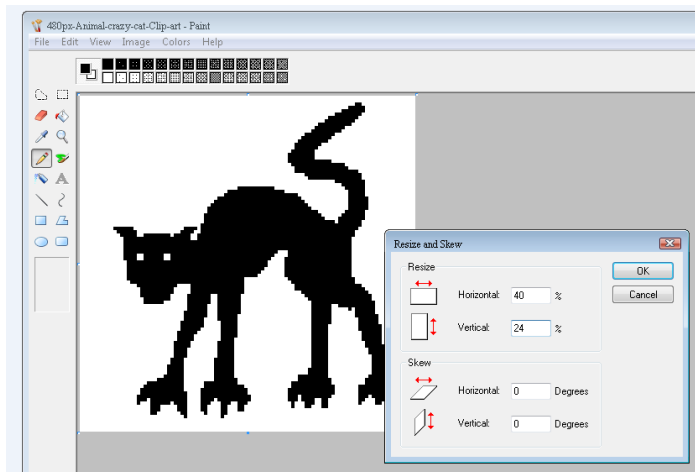 480px-Animal-crazy-cat-Clip-art - Paint
File Edit View Image Colors Help
A
Resize and Skew
Resize
OK
Horizontal: 40 %
Cancel
Vertical: 24 %
Skew
Horizontal: 0 Degrees
Vertical: 0 Degrees